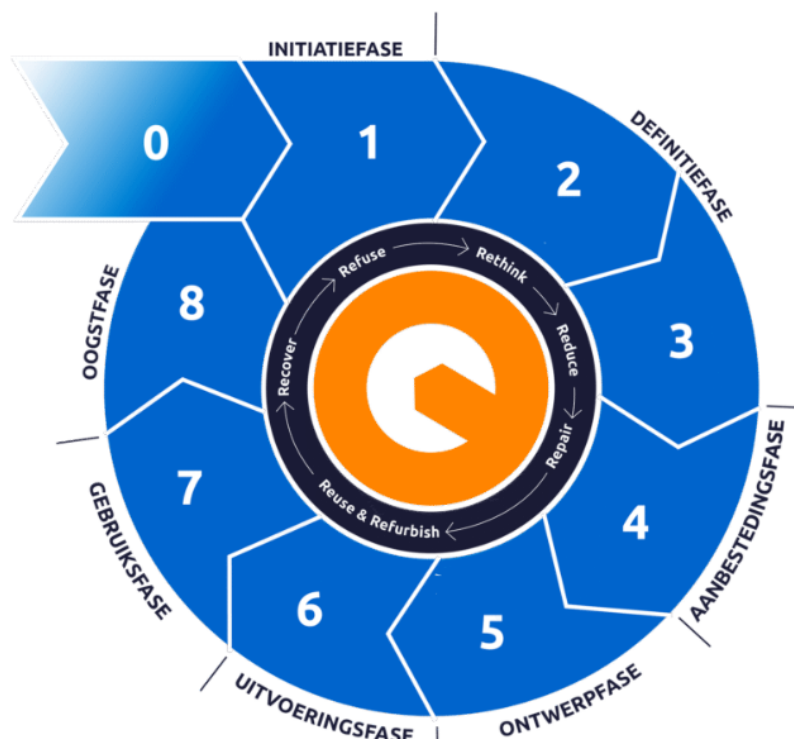 INITIATIEFASE
0
1
2
DEFINITIEFASE
3
AANBESTEDINGSFASE
4
ONTWERPFASE
5
UITVOERINGSFASE
6
GEBRUIKSFASE
7
OOGSTFASE
8
Refuse
Rethink
Reduce
Repair
Reuse & Refurbish
Recover